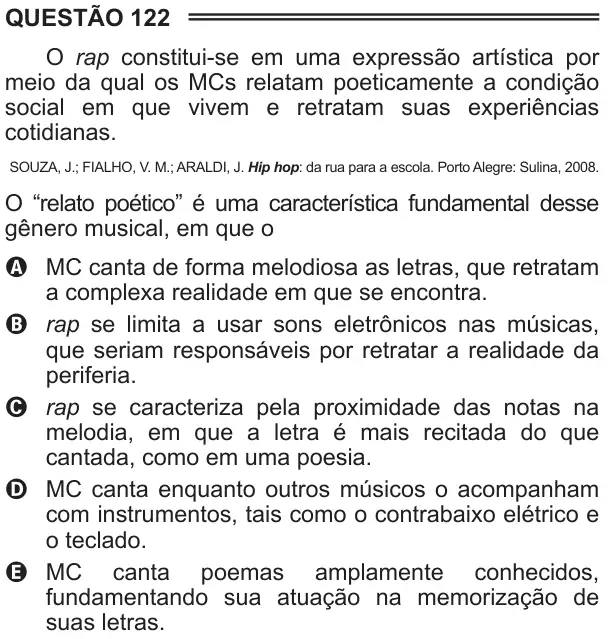 QUESTÃO 122
O rap constitui-se em uma expressão artística por
meio da qual os MCs relatam poeticamente a condição
social em que vivem e retratam suas experiências
cotidianas.
SOUZA, J.; FIALHO, V. M.; ARALDI, J. Hip hop: da rua para a escola. Porto Alegre: Sulina, 2008.
O “relato poético” é uma característica fundamental desse
gênero musical, em que o
A MC canta de forma melodiosa as letras, que retratam
a complexa realidade em que se encontra.
B rap se limita a usar sons eletrônicos nas músicas,
que seriam responsáveis por retratar a realidade da
periferia.
C rap se caracteriza pela proximidade das notas na
melodia, em que a letra é mais recitada do que
cantada, como em uma poesia.
D MC canta enquanto outros músicos o acompanham
com instrumentos, tais como o contrabaixo elétrico e
o teclado.
E MC canta poemas amplamente conhecidos,
fundamentando sua atuação na memorização de
suas letras.